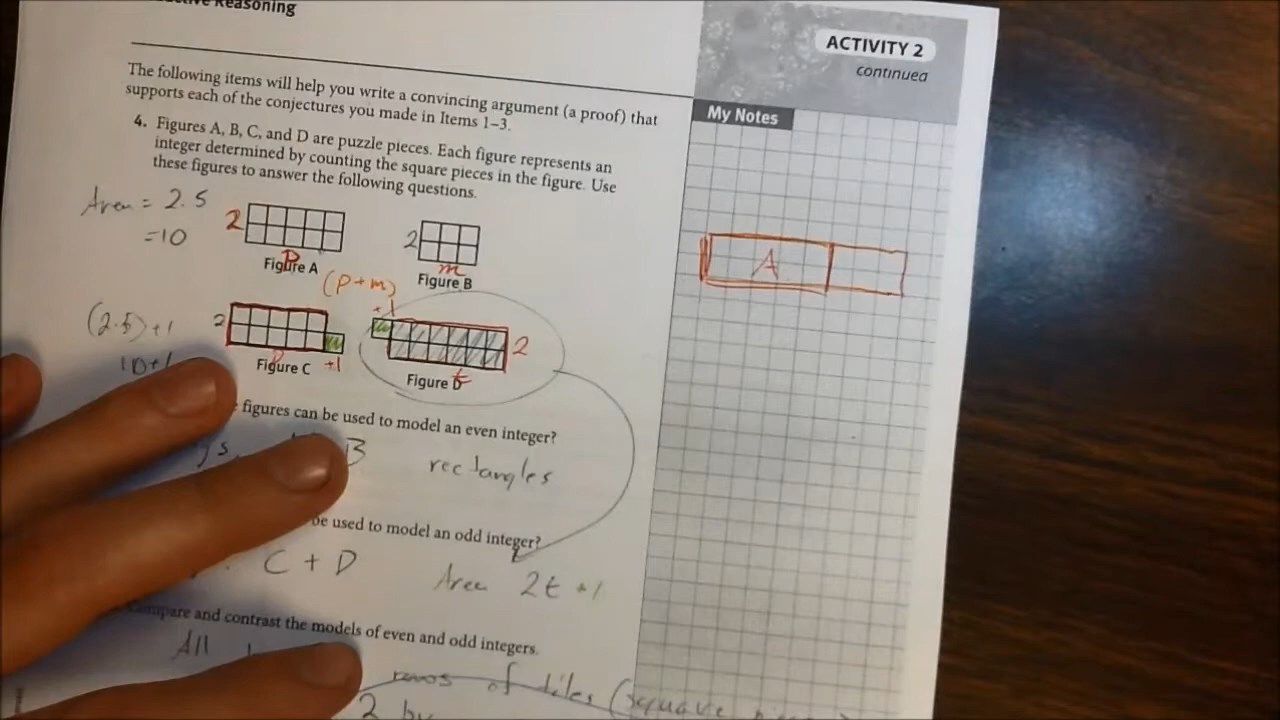 Reasoning
ACTIVITY 2
continued
My Notes
The following items will help you write a convincing argument (a proof) that
supports each of the conjectures you made in Items 1–3.
4. Figures A, B, C, and D are puzzle pieces. Each figure represents an
integer determined by counting the square pieces in the figure. Use
these figures to answer the following questions.
Area = 2.5
=10
2
2
P
Figure A
m
Figure B
(P+m)
A
(2.5)+1
10+1
2
P
Figure C
+1
+1
2
t
Figure D
figures can be used to model an even integer?
B
rectangles
be used to model an odd integer?
C + D
Area 2t +1
Compare and contrast the models of even and odd integers.
All
rows of tiles (square
2 by